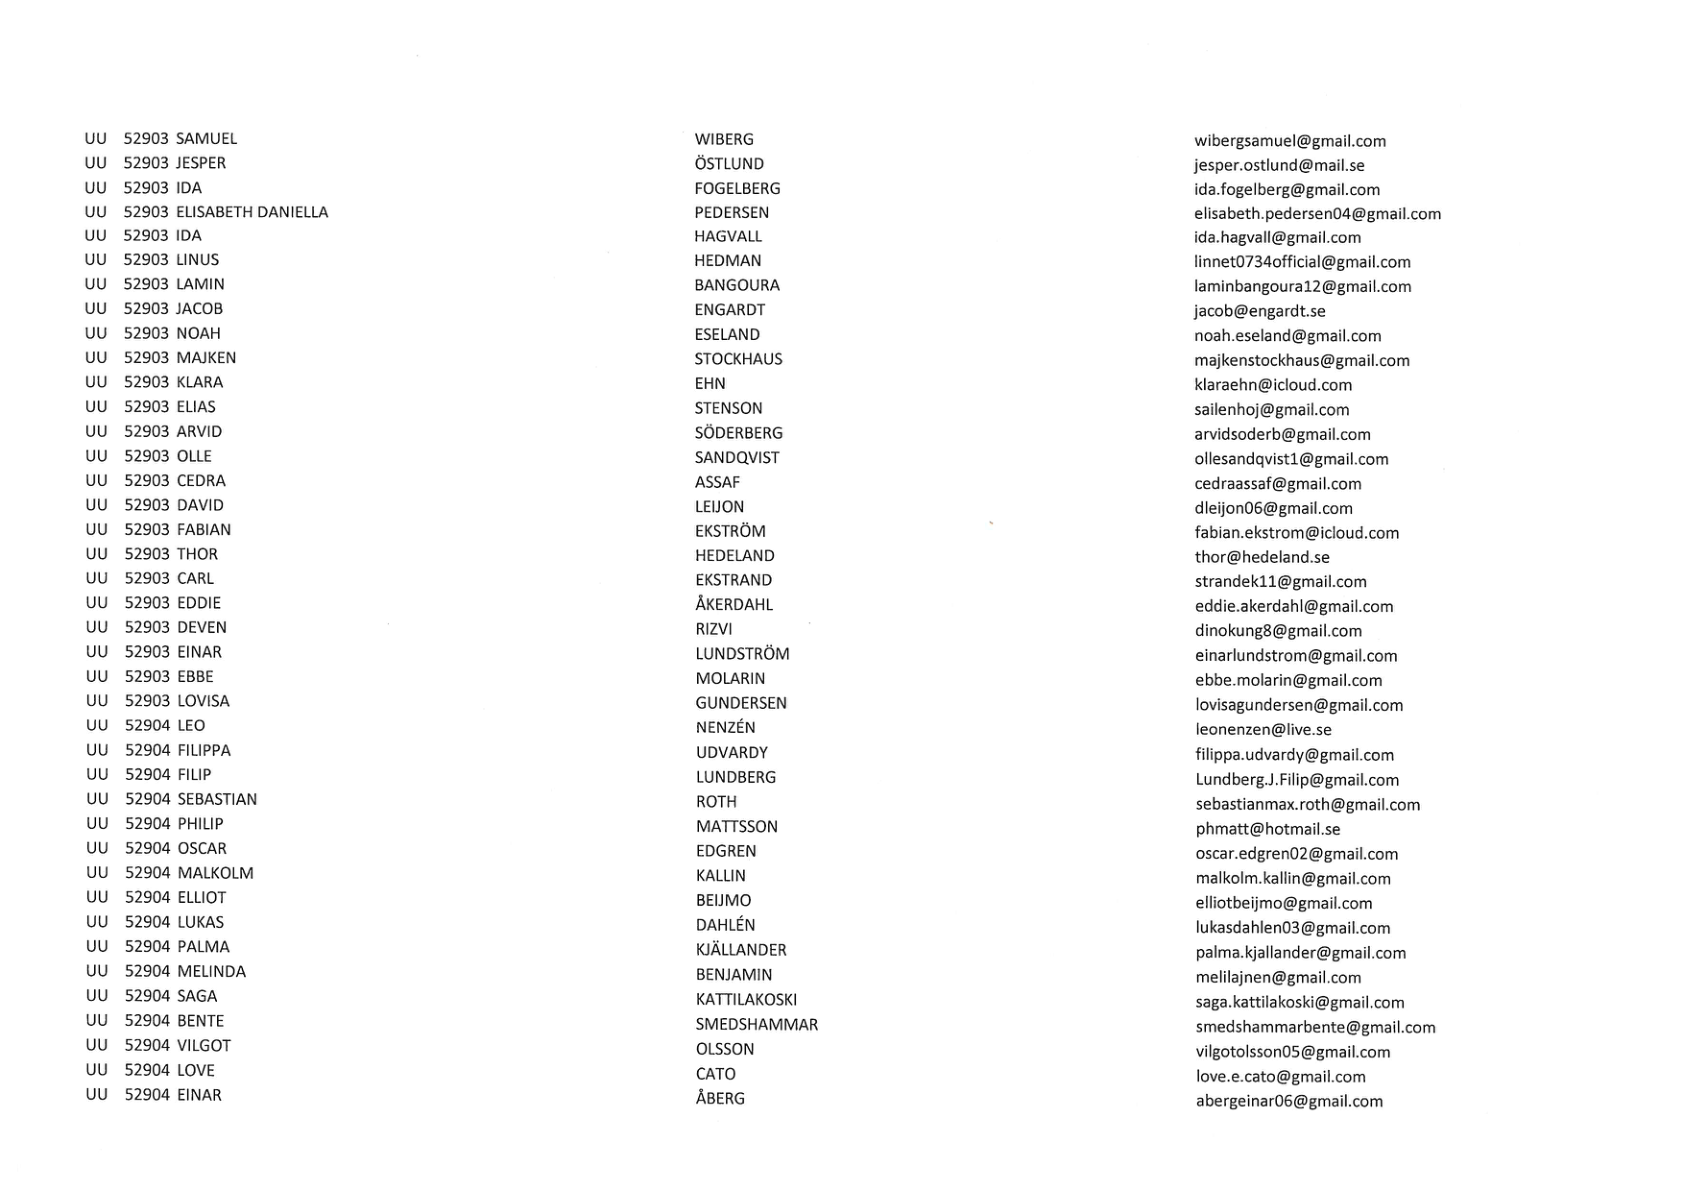 UU 52903 SAMUEL WIBERG wibergsamuel@gmail.com
UU 52903 JESPER ÖSTLUND jesper.ostlund@mail.se
UU 52903 IDA FOGELBERG ida.fogelberg@gmail.com
UU 52903 ELISABETH DANIELLA PEDERSEN elisabeth.pedersen04@gmail.com
UU 52903 IDA HAGVALL ida.hagvall@gmail.com
UU 52903 LINUS HEDMAN linnet0734official@gmail.com
UU 52903 LAMIN BANGOURA laminbangoura12@gmail.com
UU 52903 JACOB ENGARDT jacob@engardt.se
UU 52903 NOAH ESELAND noah.eseland@gmail.com
UU 52903 MAJKEN STOCKHAUS majkenstockhaus@gmail.com
UU 52903 KLARA EHN klaraehn@icloud.com
UU 52903 ELIAS STENSON sailenhoj@gmail.com
UU 52903 ARVID SÖDERBERG arvidsoderb@gmail.com
UU 52903 OLLE SANDQVIST ollesandqvist1@gmail.com
UU 52903 CEDRA ASSAF cedraassaf@gmail.com
UU 52903 DAVID LEIJON dleijon06@gmail.com
UU 52903 FABIAN EKSTRÖM fabian.ekstrom@icloud.com
UU 52903 THOR HEDELAND thor@hedeland.se
UU 52903 CARL EKSTRAND strandek11@gmail.com
UU 52903 EDDIE ÅKERDAHL eddie.akerdahl@gmail.com
UU 52903 DEVEN RIZVI dinokung8@gmail.com
UU 52903 EINAR LUNDSTRÖM einarlundstrom@gmail.com
UU 52903 EBBE MOLARIN ebbe.molarin@gmail.com
UU 52903 LOVISA GUNDERSEN lovisagundersen@gmail.com
UU 52904 LEO NENZÉN leonenzen@live.se
UU 52904 FILIPPA UDVARDY filippa.udvardy@gmail.com
UU 52904 FILIP LUNDBERG Lundberg.J.Filip@gmail.com
UU 52904 SEBASTIAN ROTH sebastianmax.roth@gmail.com
UU 52904 PHILIP MATTSSON phmatt@hotmail.se
UU 52904 OSCAR EDGREN oscar.edgren02@gmail.com
UU 52904 MALKOLM KALLIN malkolm.kallin@gmail.com
UU 52904 ELLIOT BEIJMO elliotbeijmo@gmail.com
UU 52904 LUKAS DAHLÉN lukasdahlen03@gmail.com
UU 52904 PALMA KJÄLLANDER palma.kjallander@gmail.com
UU 52904 MELINDA BENJAMIN melilajnen@gmail.com
UU 52904 SAGA KATTILAKOSKI saga.kattilakoski@gmail.com
UU 52904 BENTE SMEDSHAMMAR smedshammarbente@gmail.com
UU 52904 VILGOT OLSSON vilgotolsson05@gmail.com
UU 52904 LOVE CATO love.e.cato@gmail.com
UU 52904 EINAR ÅBERG abergeinar06@gmail.com